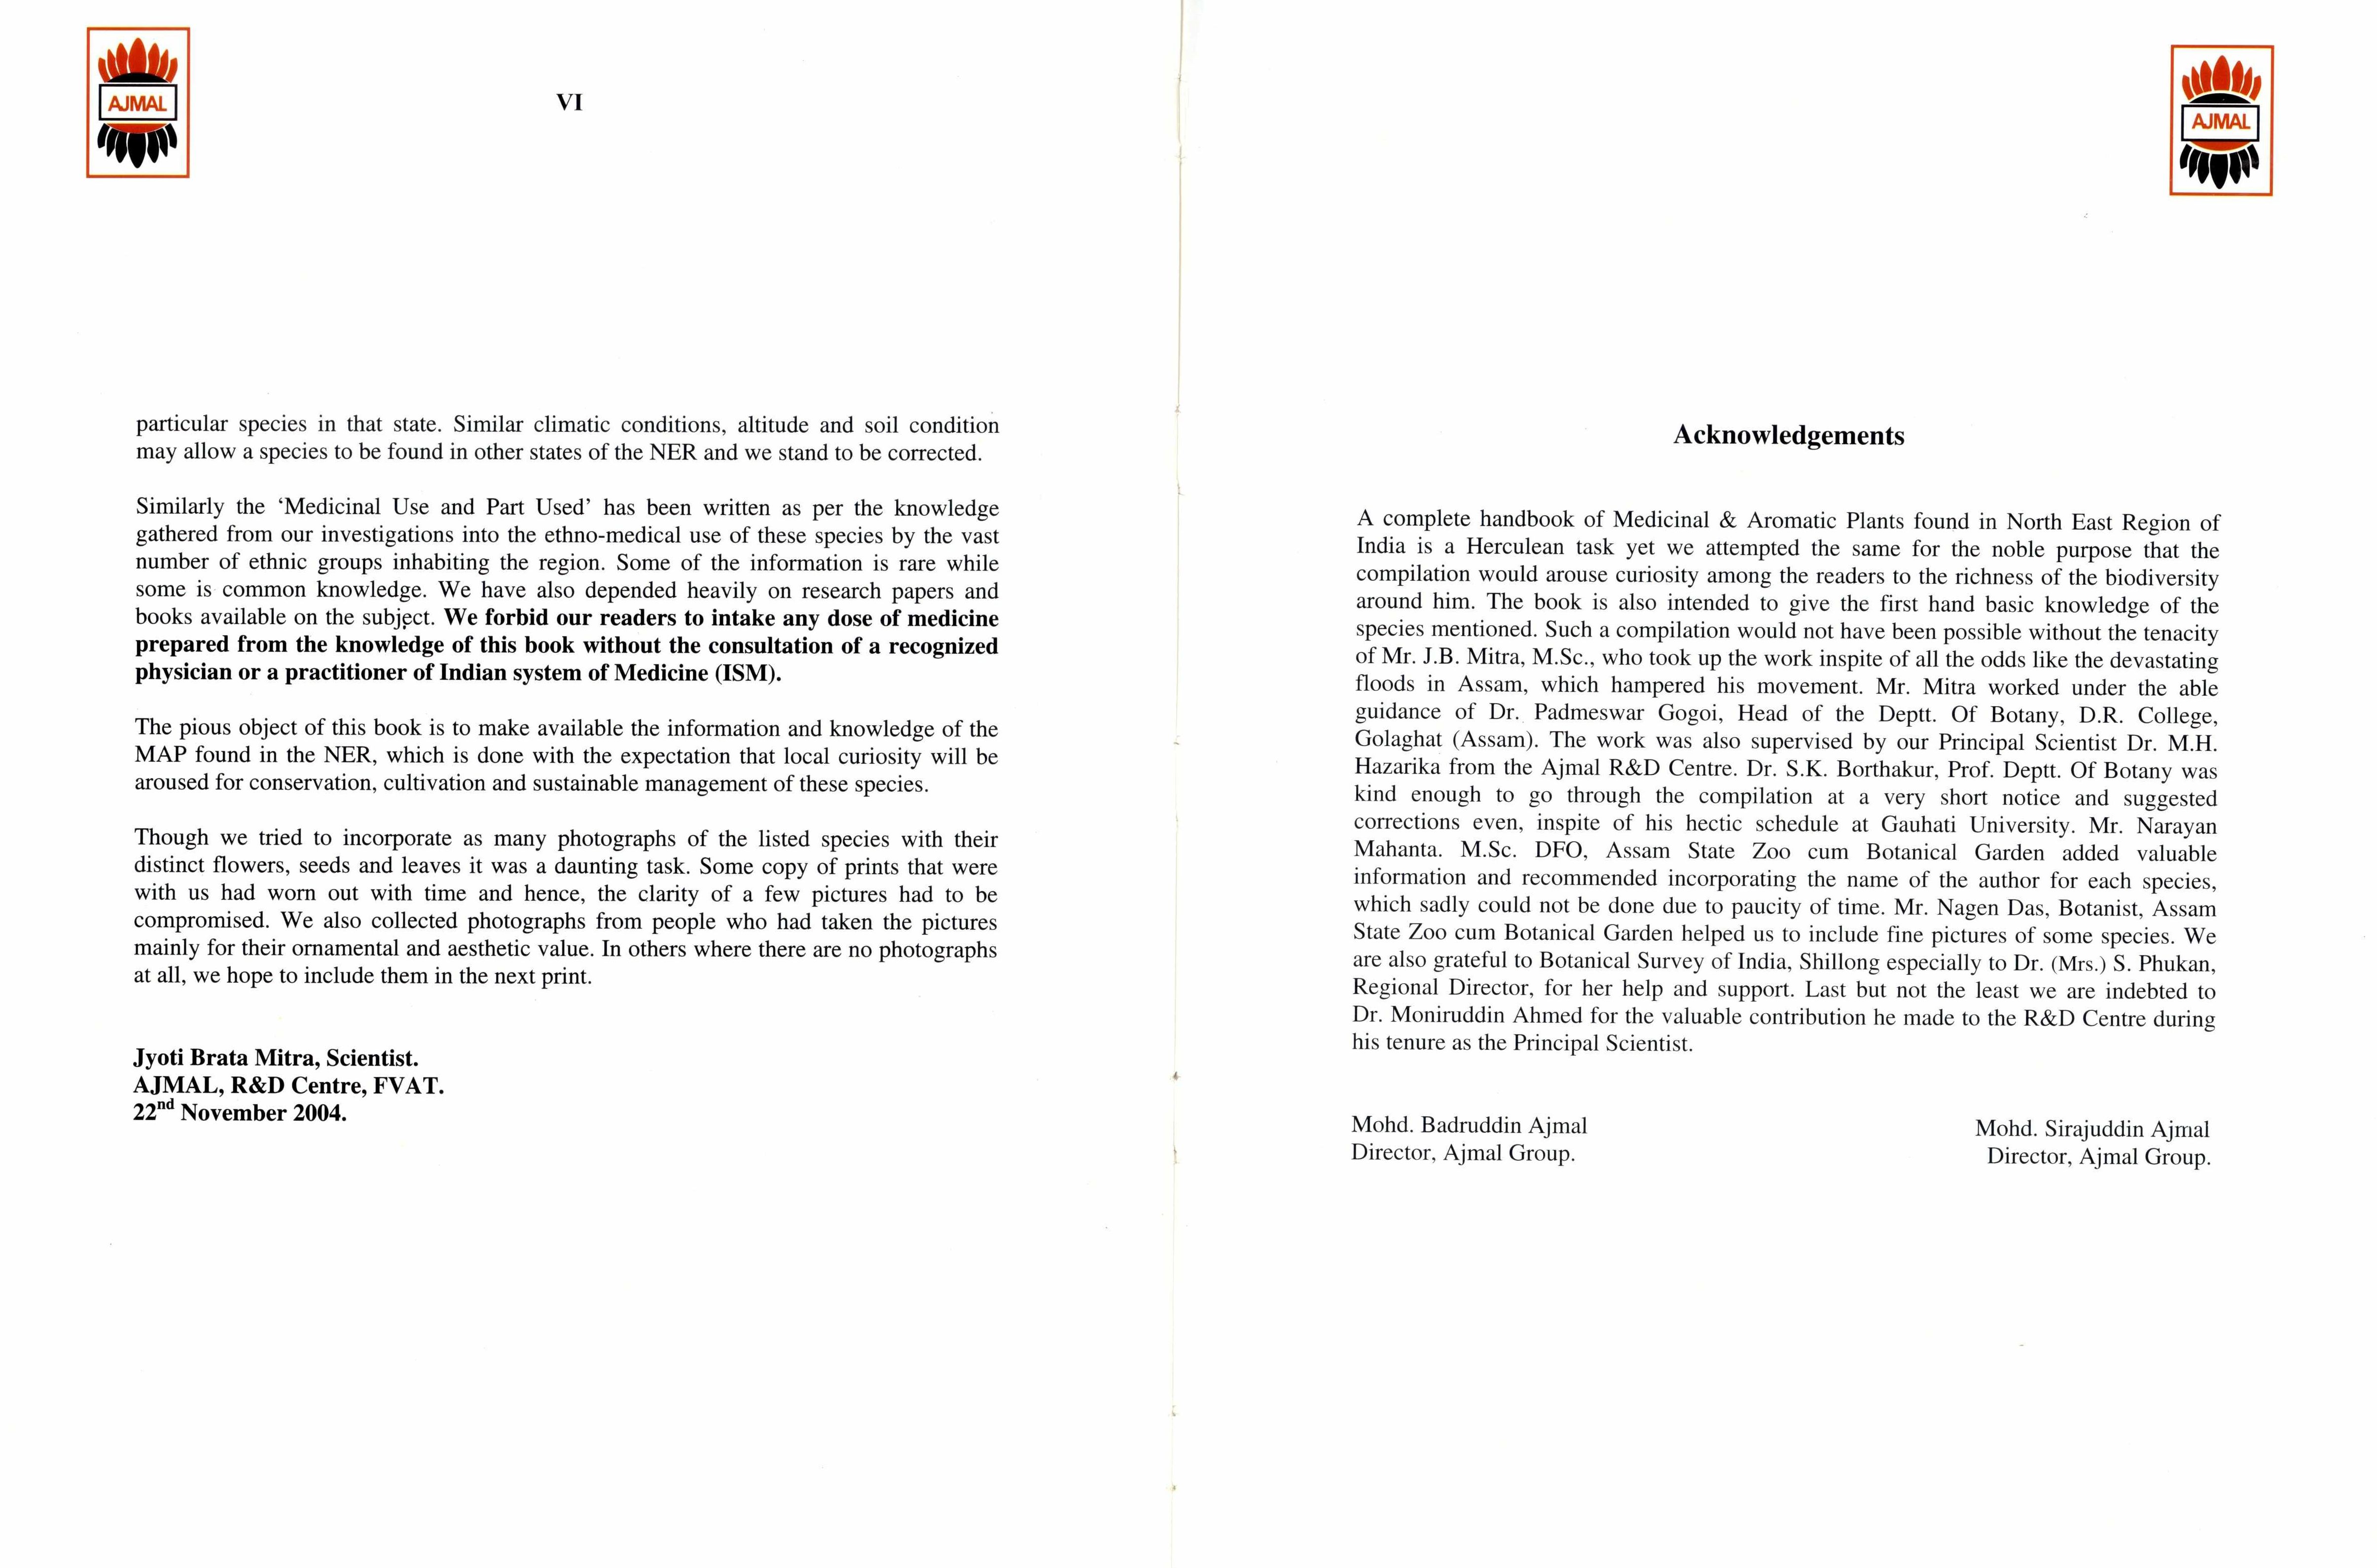 AJMAL
VI
particular species in that state. Similar climatic conditions, altitude and soil condition
may allow a species to be found in other states of the NER and we stand to be corrected.
Similarly the ‘Medicinal Use and Part Used’ has been written as per the knowledge
gathered from our investigations into the ethno-medical use of these species by the vast
number of ethnic groups inhabiting the region. Some of the information is rare while
some is common knowledge. We have also depended heavily on research papers and
books available on the subject. We forbid our readers to intake any dose of medicine
prepared from the knowledge of this book without the consultation of a recognized
physician or a practitioner of Indian system of Medicine (ISM).
The pious object of this book is to make available the information and knowledge of the
MAP found in the NER, which is done with the expectation that local curiosity will be
aroused for conservation, cultivation and sustainable management of these species.
Though we tried to incorporate as many photographs of the listed species with their
distinct flowers, seeds and leaves it was a daunting task. Some copy of prints that were
with us had worn out with time and hence, the clarity of a few pictures had to be
compromised. We also collected photographs from people who had taken the pictures
mainly for their ornamental and aesthetic value. In others where there are no photographs
at all, we hope to include them in the next print.
Jyoti Brata Mitra, Scientist.
AJMAL, R&D Centre, FVAT.
22nd November 2004.
AJMAL
Acknowledgements
A complete handbook of Medicinal & Aromatic Plants found in North East Region of
India is a Herculean task yet we attempted the same for the noble purpose that the
compilation would arouse curiosity among the readers to the richness of the biodiversity
around him. The book is also intended to give the first hand basic knowledge of the
species mentioned. Such a compilation would not have been possible without the tenacity
of Mr. J.B. Mitra, M.Sc., who took up the work inspite of all the odds like the devastating
floods in Assam, which hampered his movement. Mr. Mitra worked under the able
guidance of Dr. Padmeswar Gogoi, Head of the Deptt. Of Botany, D.R. College,
Golaghat (Assam). The work was also supervised by our Principal Scientist Dr. M.H.
Hazarika from the Ajmal R&D Centre. Dr. S.K. Borthakur, Prof. Deptt. Of Botany was
kind enough to go through the compilation at a very short notice and suggested
corrections even, inspite of his hectic schedule at Gauhati University. Mr. Narayan
Mahanta. M.Sc. DFO, Assam State Zoo cum Botanical Garden added valuable
information and recommended incorporating the name of the author for each species,
which sadly could not be done due to paucity of time. Mr. Nagen Das, Botanist, Assam
State Zoo cum Botanical Garden helped us to include fine pictures of some species. We
are also grateful to Botanical Survey of India, Shillong especially to Dr. (Mrs.) S. Phukan,
Regional Director, for her help and support. Last but not the least we are indebted to
Dr. Moniruddin Ahmed for the valuable contribution he made to the R&D Centre during
his tenure as the Principal Scientist.
Mohd. Badruddin Ajmal
Director, Ajmal Group.
Mohd. Sirajuddin Ajmal
Director, Ajmal Group.